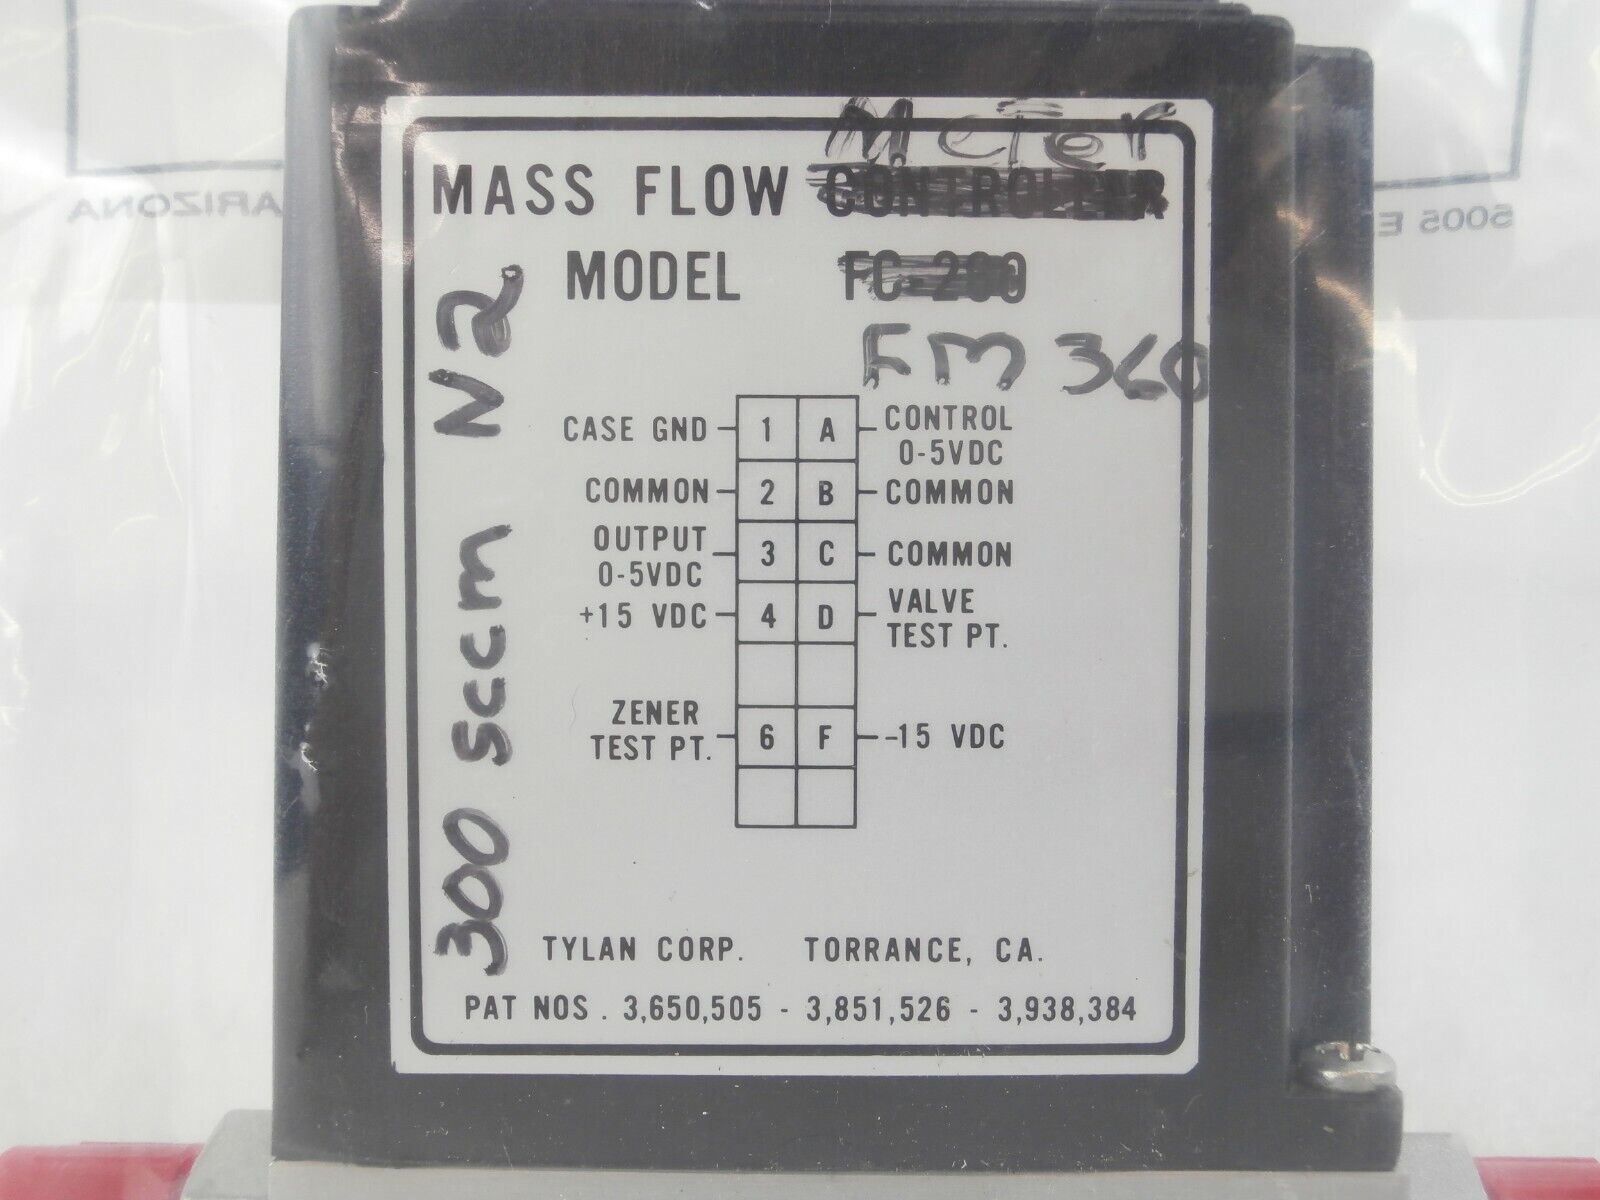 Meter
MASS FLOW CONTROLLER
MODEL FC-280
FM 360
300 sccm N2
CASE GND 1 A CONTROL 0-5VDC
COMMON 2 B COMMON
OUTPUT 0-5VDC 3 C COMMON
+15 VDC 4 D VALVE TEST PT.
ZENER TEST PT. 6 F -15 VDC
TYLAN CORP. TORRANCE, CA.
PAT NOS. 3,650,505 - 3,851,526 - 3,938,384
ARIZONA
5005 E